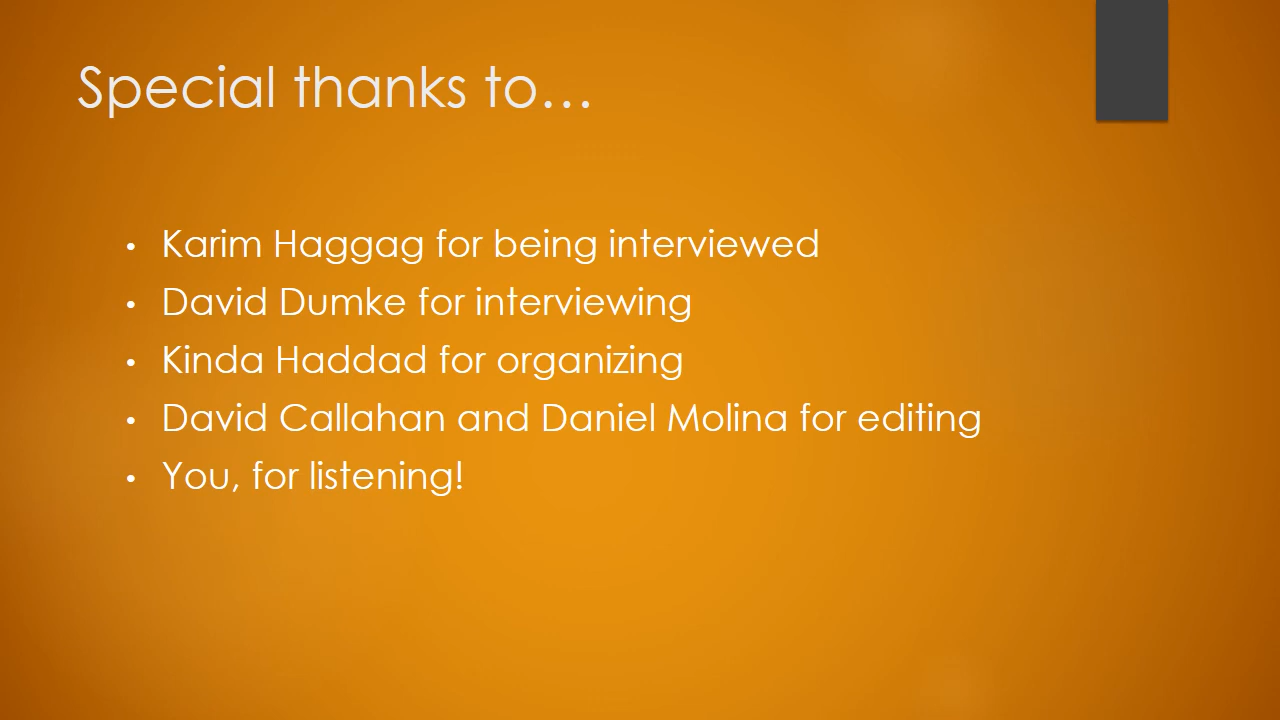 Special thanks to…
• Karim Haggag for being interviewed
• David Dumke for interviewing
• Kinda Haddad for organizing
• David Callahan and Daniel Molina for editing
• You, for listening!